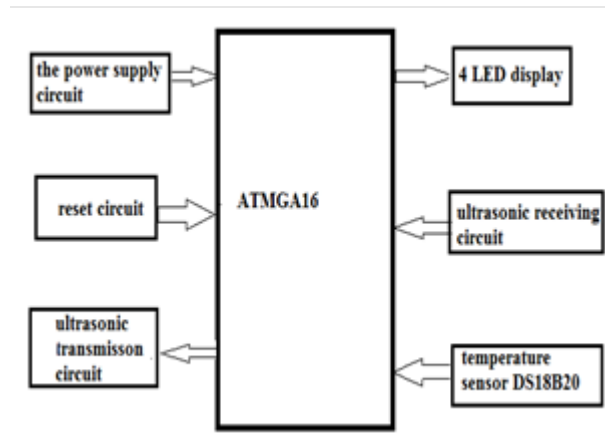 the power supply
circuit
4 LED display
reset circuit
ATMGA16
ultrasonic receiving
circuit
ultrasonic
transmisson
circuit
temperature
sensor DS18B20